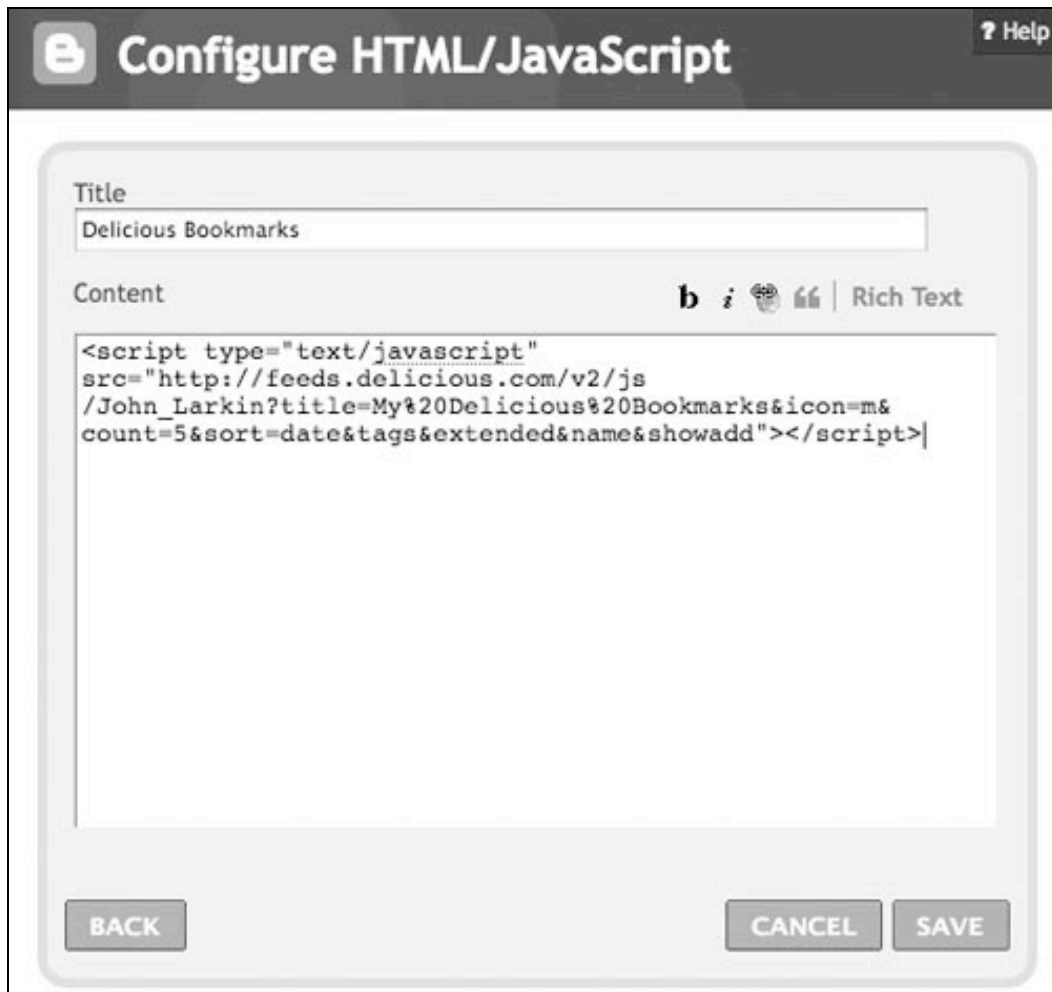 Configure HTML/JavaScript
? Help
Title
Delicious Bookmarks
Content
b i “ Rich Text
<script type="text/javascript"
src="http://feeds.delicious.com/v2/js
/John_Larkin?title=My%20Delicious%20Bookmarks&icon=m&
count=5&sort=date&tags&extended&name&showadd"></script>
BACK
CANCEL SAVE